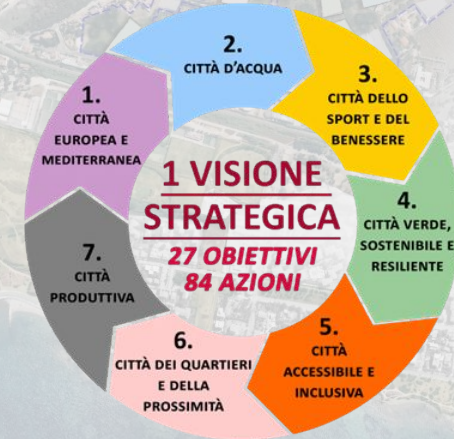 1.
CITTÀ
EUROPEA E
MEDITERRANEA
2.
CITTÀ D'ACQUA
3.
CITTÀ DELLO
SPORT E DEL
BENESSERE
4.
CITTÀ VERDE,
SOSTENIBILE E
RESILIENTE
5.
CITTÀ
ACCESSIBILE E
INCLUSIVA
6.
CITTÀ DEI QUARTIERI
E DELLA
PROSSIMITÀ
7.
CITTÀ
PRODUTTIVA
1 VISIONE
STRATEGICA
27 OBIETTIVI
84 AZIONI